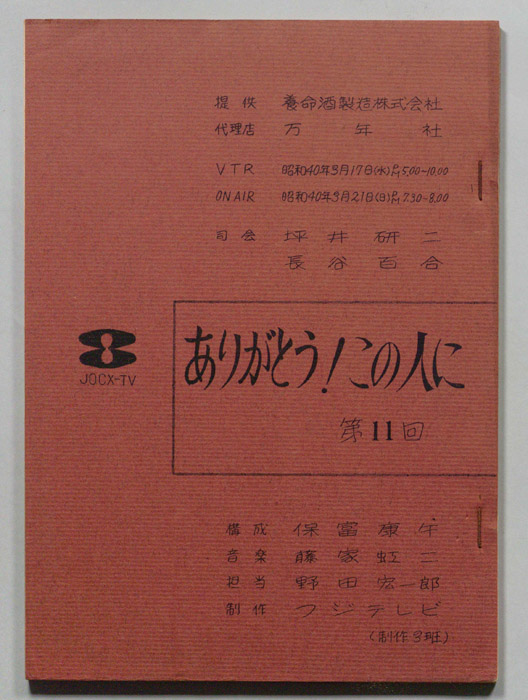 提供 養命酒製造株式会社
代理店 万年社
VTR 昭和40年3月17日(水)PM5.00~10.00
ON AIR 昭和40年3月21日(日)PM7.30~8.00
司会 坪井研二
長谷百合
8
JOCX-TV
ありがとう!この人に
第11回
構成 保富康午
音楽 藤家虹二
担当 野田宏一郎
制作 フジテレビ
(制作3班)